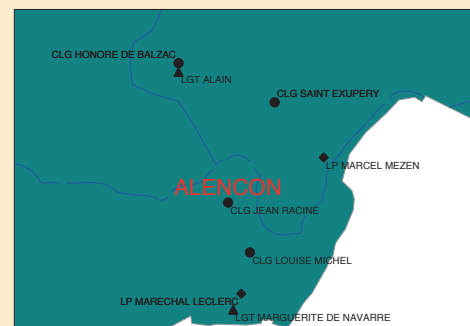 CLG HONORE DE BALZAC
LGT ALAIN
CLG SAINT EXUPERY
LP MARCEL MEZEN
ALENCON
CLG JEAN RACINE
CLG LOUISE MICHEL
LP MARECHAL LECLERC
LGT MARGUERITE DE NAVARRE